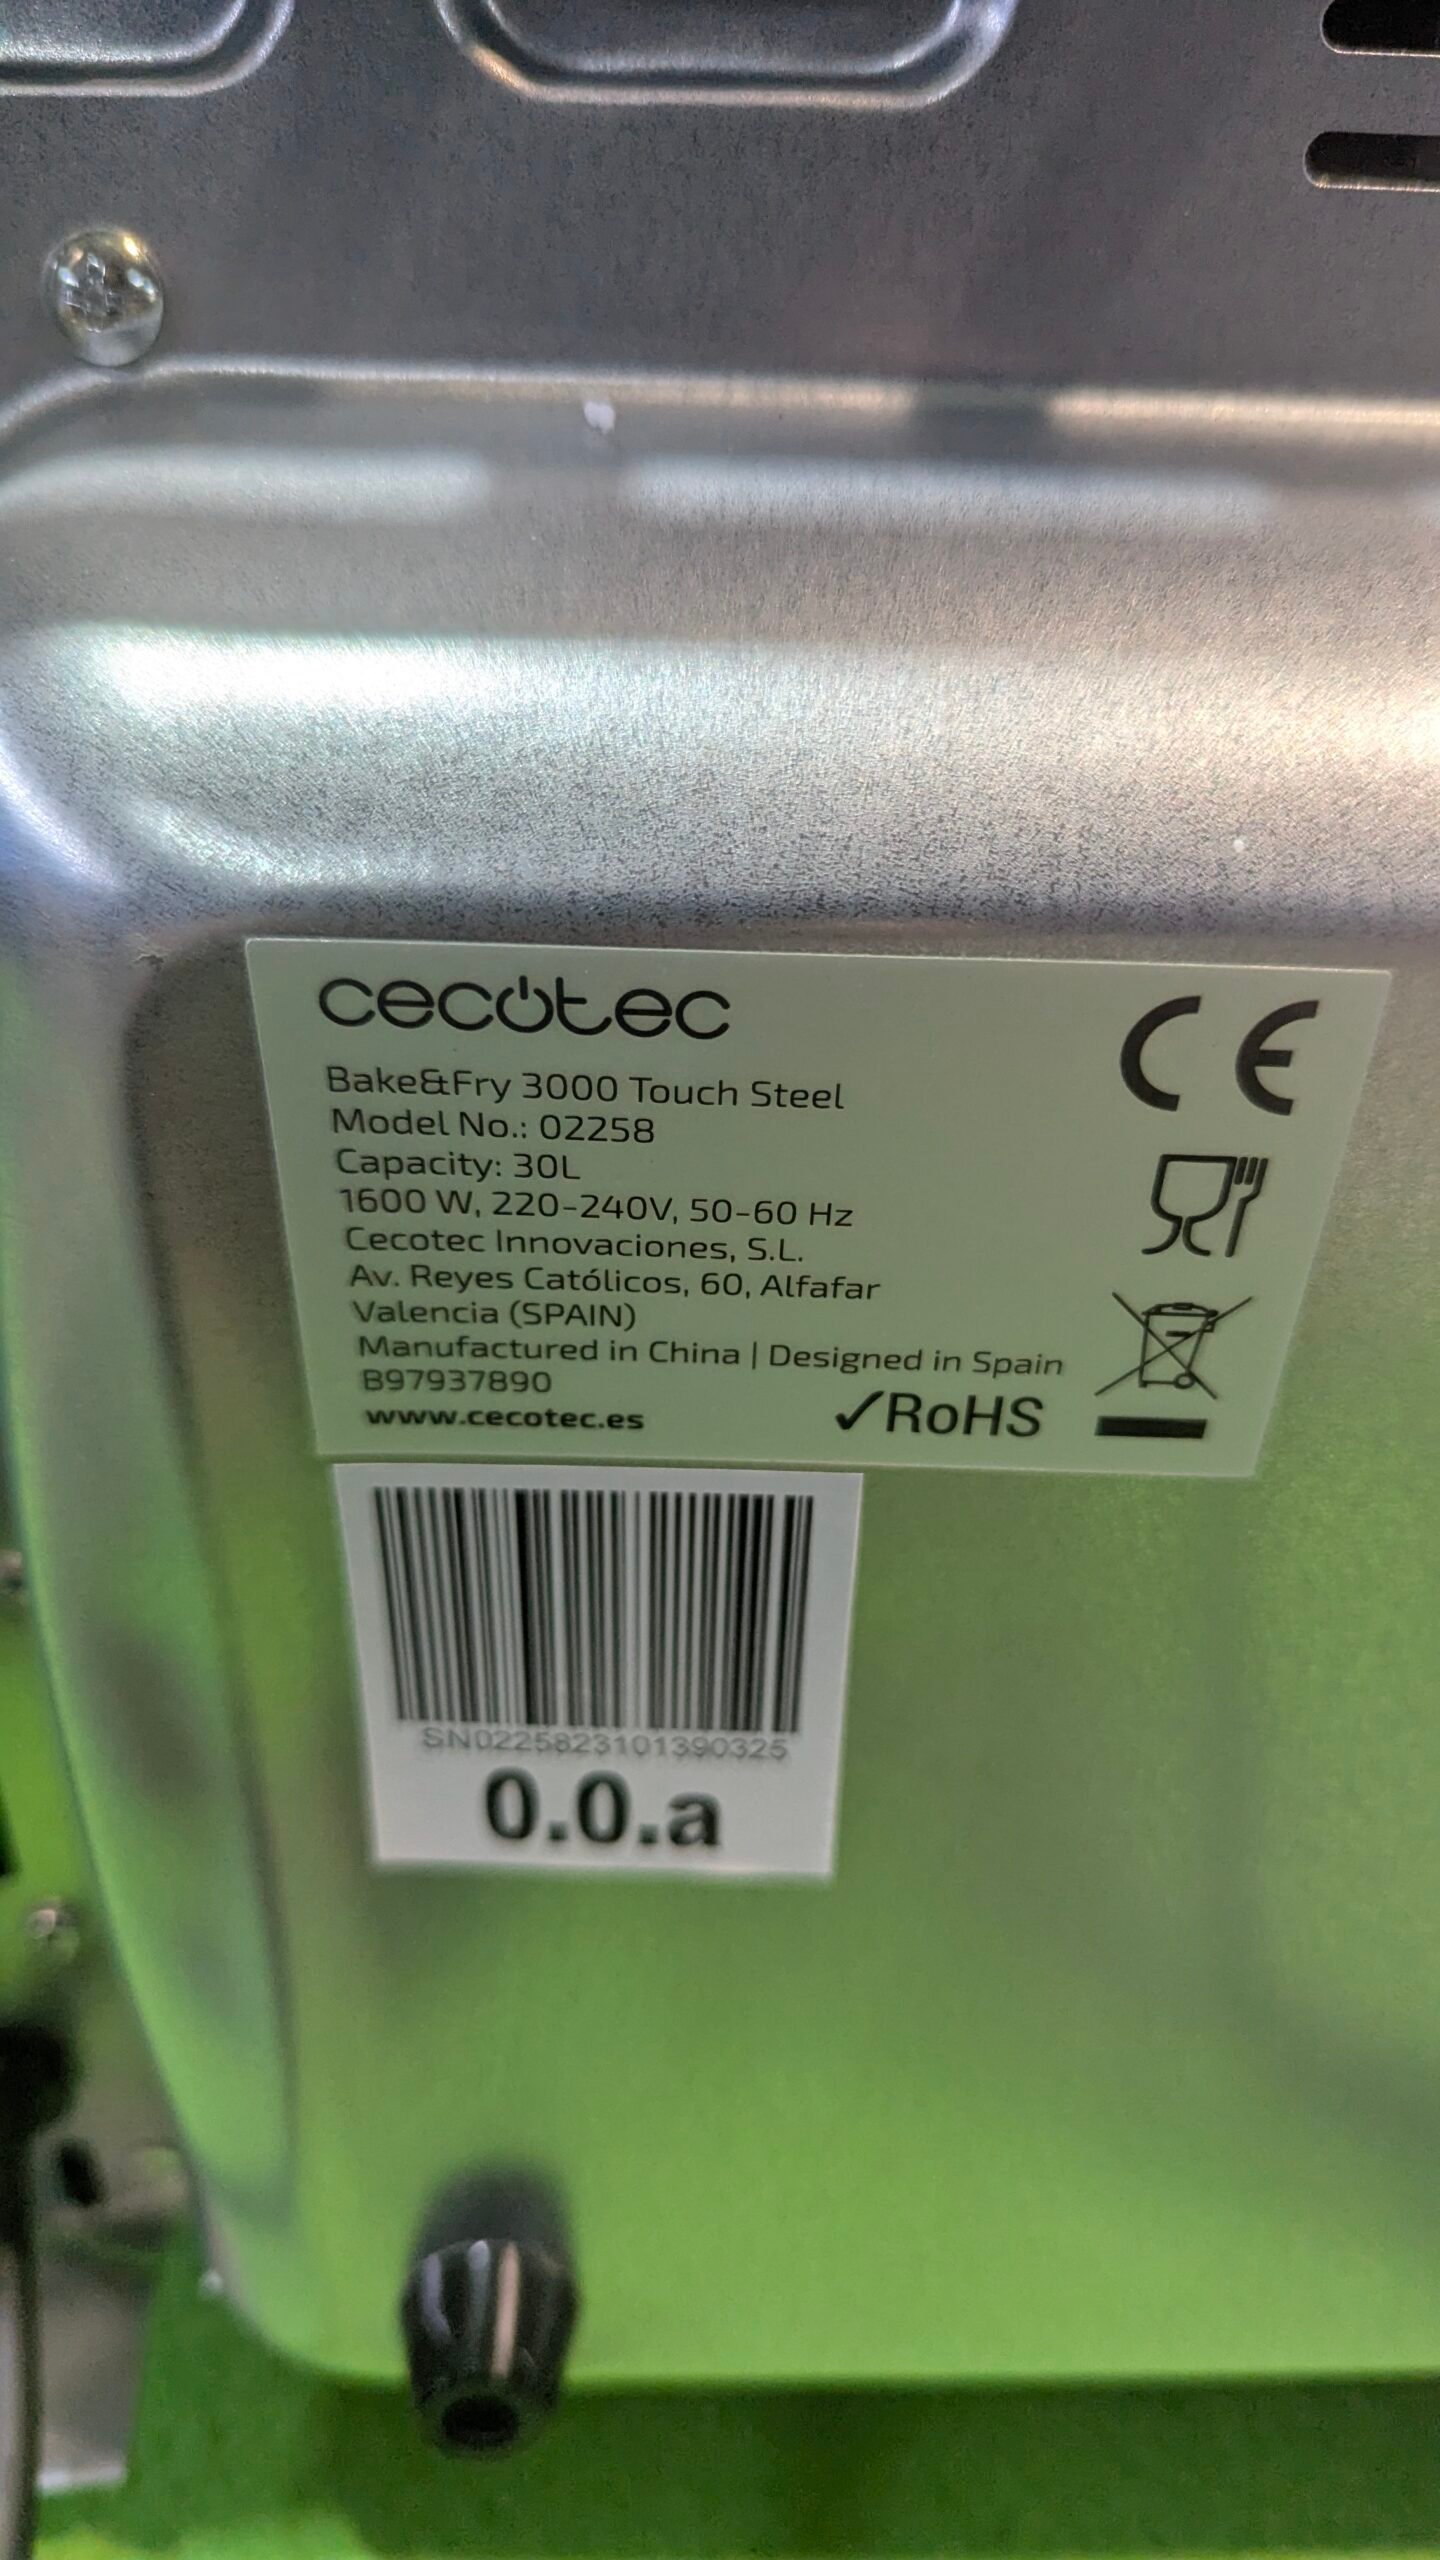 cecotec
Bake&Fry 3000 Touch Steel
Model No.: 02258
Capacity: 30L
1600 W, 220-240V, 50-60 Hz
Cecotec Innovaciones, S.L.
Av. Reyes Católicos, 60, Alfafar
Valencia (SPAIN)
Manufactured in China | Designed in Spain
B97937890
www.cecotec.es
✓RoHS
CE
SN0225823101390325
0.0.a